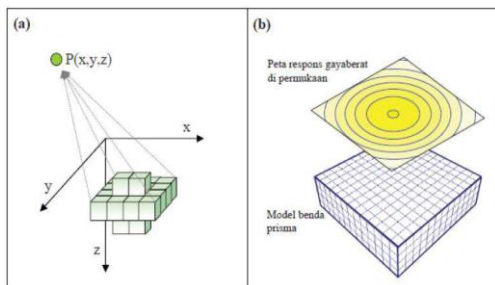 (a)
P(x,y,z)
x
y
z
(b)
Peta respons gayaberat
di permukaan
Model benda
prisma